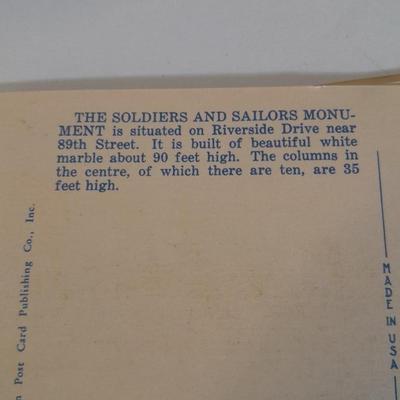 THE SOLDIERS AND SAILORS MONU-
MENT is situated on Riverside Drive near
89th Street. It is built of beautiful white
marble about 90 feet high. The columns in
the centre, of which there are ten, are 35
feet high.
Post Card Publishing Co., Inc.
MADE IN USA